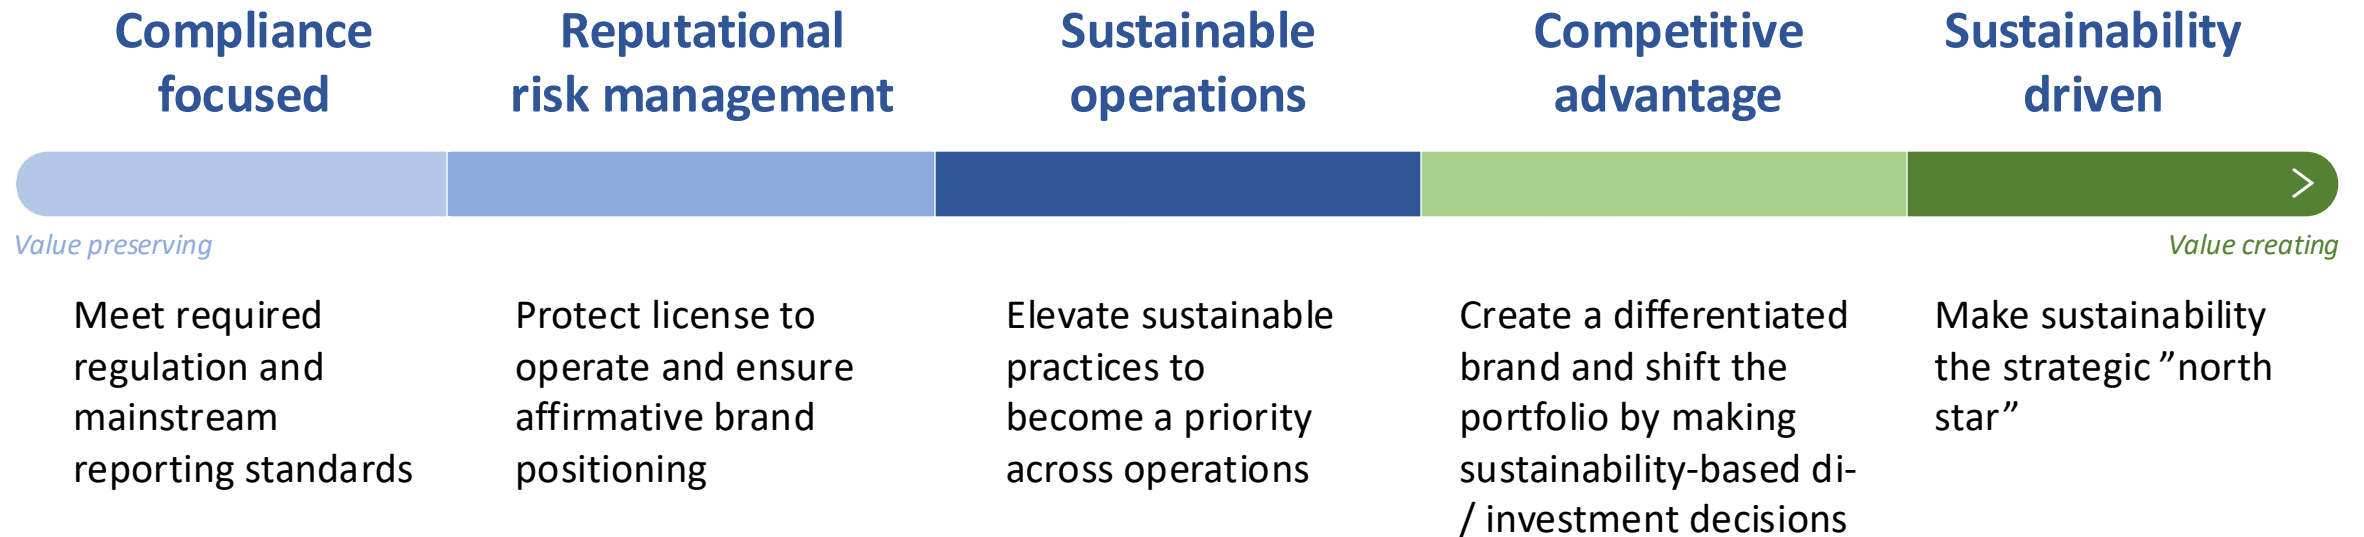 Compliance
focused
Reputational
risk management
Sustainable
operations
Competitive
advantage
Sustainability
driven
Value preserving
Value creating
Meet required
regulation and
mainstream
reporting standards
Protect license to
operate and ensure
affirmative brand
positioning
Elevate sustainable
practices to
become a priority
across operations
Create a differentiated
brand and shift the
portfolio by making
sustainability-based di-
/ investment decisions
Make sustainability
the strategic ”north
star”